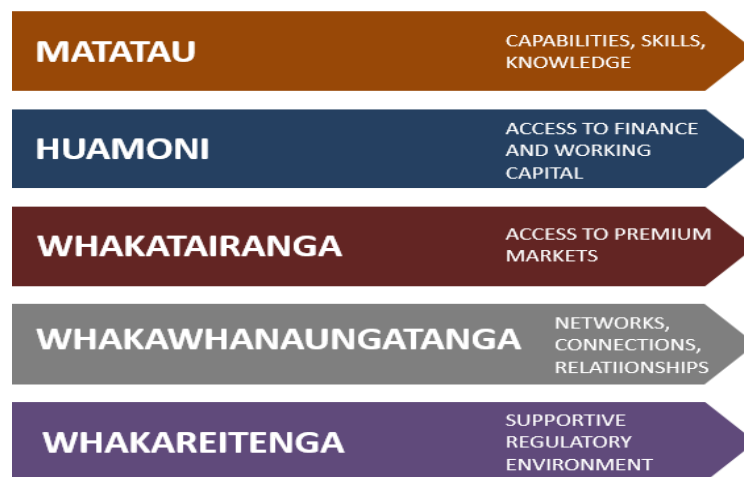 MATATAU
CAPABILITIES, SKILLS,
KNOWLEDGE
HUAMONI
ACCESS TO FINANCE
AND WORKING
CAPITAL
WHAKATAIRANGA
ACCESS TO PREMIUM
MARKETS
WHAKAWHANAUNGATANGA
NETWORKS,
CONNECTIONS,
RELATIIONSHIPS
WHAKAREITENGA
SUPPORTIVE
REGULATORY
ENVIRONMENT